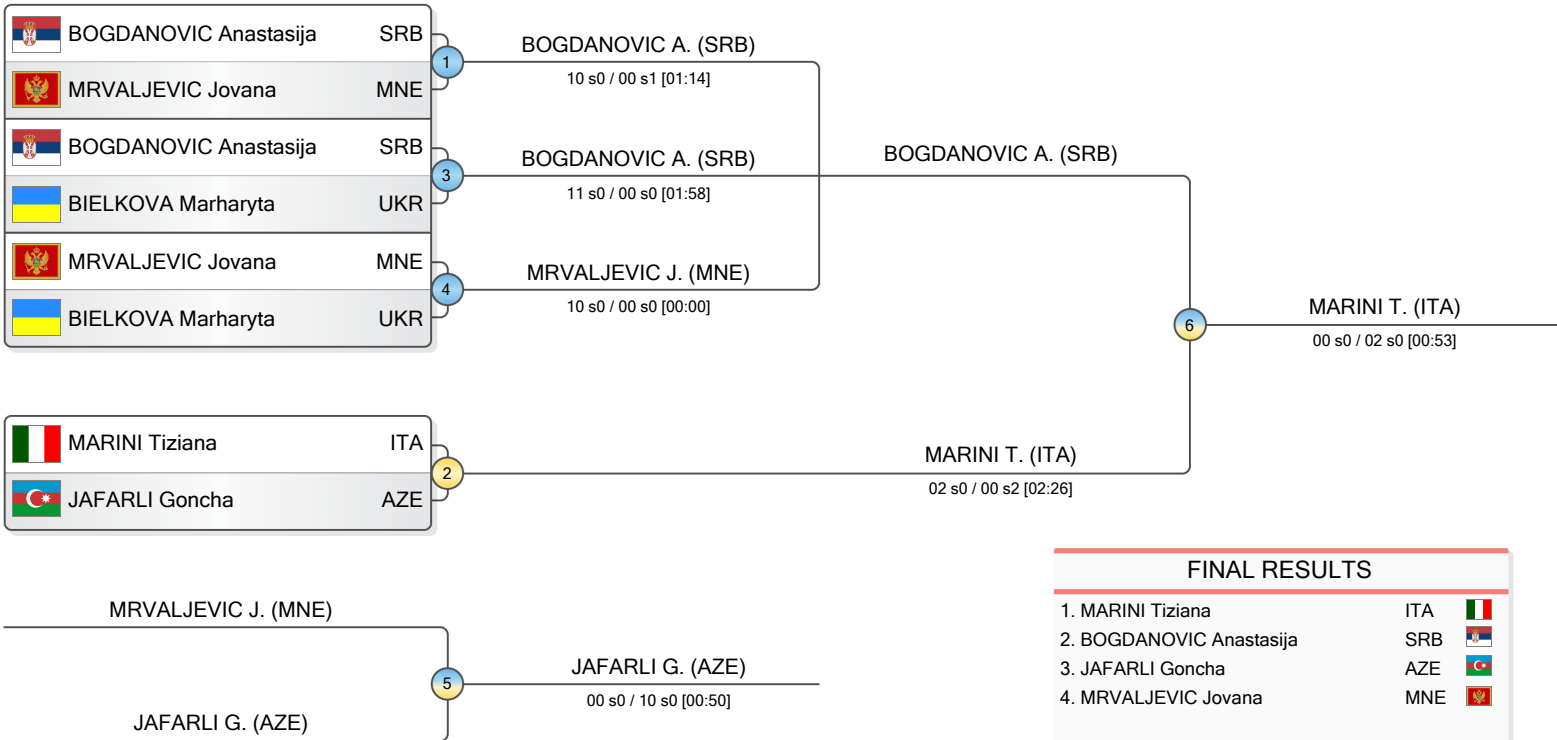 BOGDANOVIC Anastasija SRB
MRVALJEVIC Jovana MNE
BOGDANOVIC Anastasija SRB
BIELKOVA Marharyta UKR
MRVALJEVIC Jovana MNE
BIELKOVA Marharyta UKR
1
3
4
BOGDANOVIC A. (SRB)
10 s0 / 00 s1 [01:14]
BOGDANOVIC A. (SRB)
11 s0 / 00 s0 [01:58]
MRVALJEVIC J. (MNE)
10 s0 / 00 s0 [00:00]
BOGDANOVIC A. (SRB)
6
MARINI T. (ITA)
00 s0 / 02 s0 [00:53]
MARINI Tiziana ITA
JAFARLI Goncha AZE
2
MARINI T. (ITA)
02 s0 / 00 s2 [02:26]
MRVALJEVIC J. (MNE)
JAFARLI G. (AZE)
5
JAFARLI G. (AZE)
00 s0 / 10 s0 [00:50]
FINAL RESULTS
1. MARINI Tiziana ITA
2. BOGDANOVIC Anastasija SRB
3. JAFARLI Goncha AZE
4. MRVALJEVIC Jovana MNE